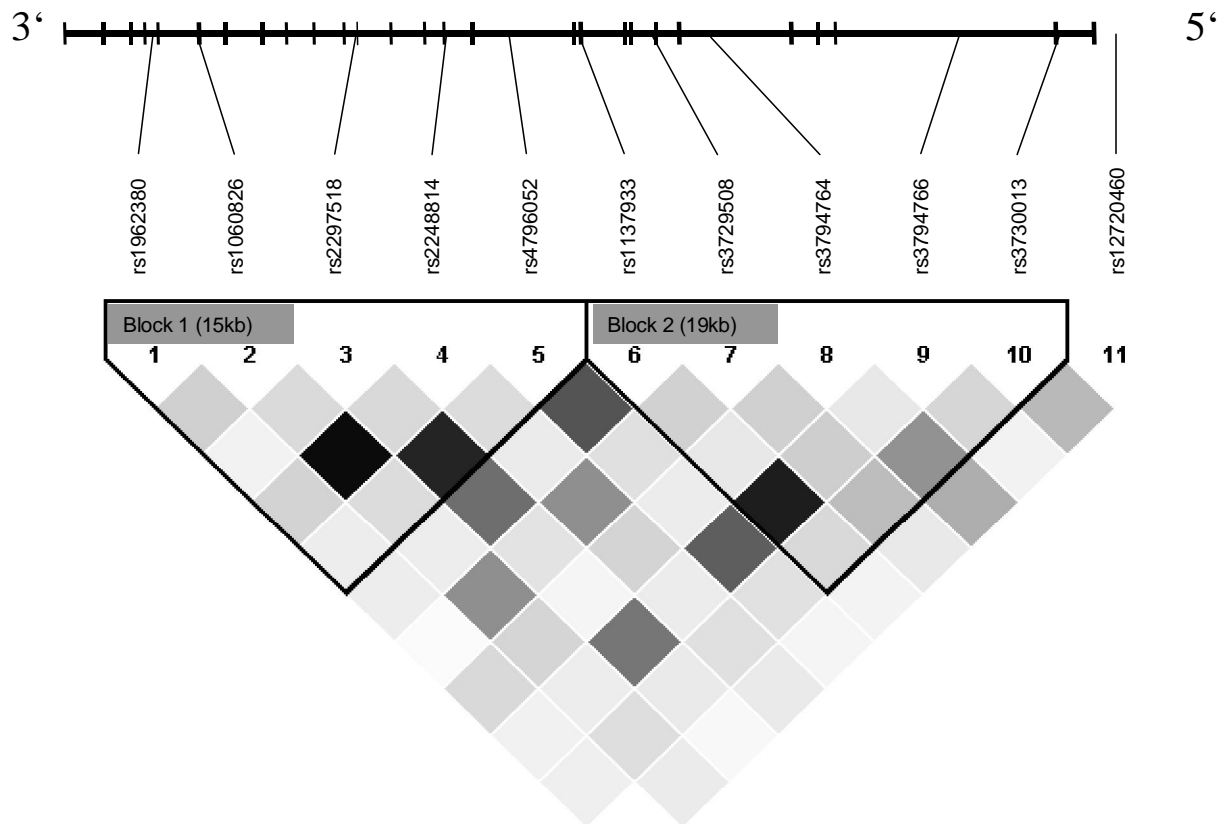 3‘ 5‘
rs1962380
rs1060826
rs2297518
rs2248814
rs4796052
rs1137933
rs3729508
rs3794764
rs3794766
rs3730013
rs12720460
Block 1 (15kb) Block 2 (19kb)
1 2 3 4 5 6 7 8 9 10 11